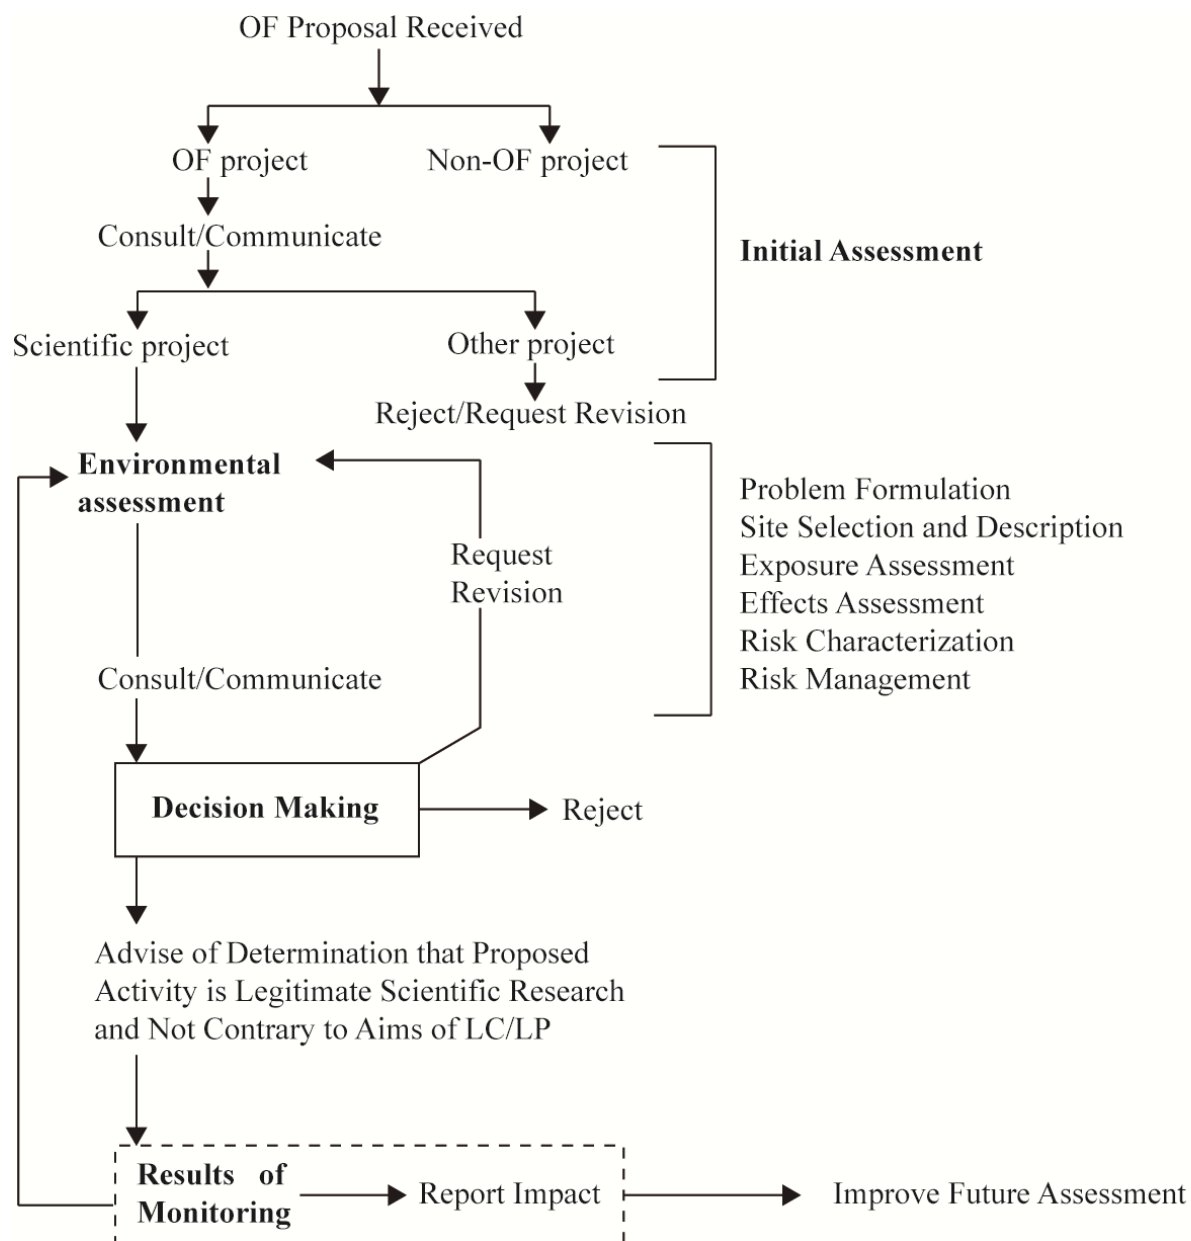 OF Proposal Received
OF project
Non-OF project
Consult/Communicate
Initial Assessment
Scientific project
Other project
Reject/Request Revision
Environmental
assessment
Request
Revision
Problem Formulation
Site Selection and Description
Exposure Assessment
Effects Assessment
Risk Characterization
Risk Management
Consult/Communicate
Decision Making
Reject
Advise of Determination that Proposed
Activity is Legitimate Scientific Research
and Not Contrary to Aims of LC/LP
Results of
Monitoring
Report Impact
Improve Future Assessment